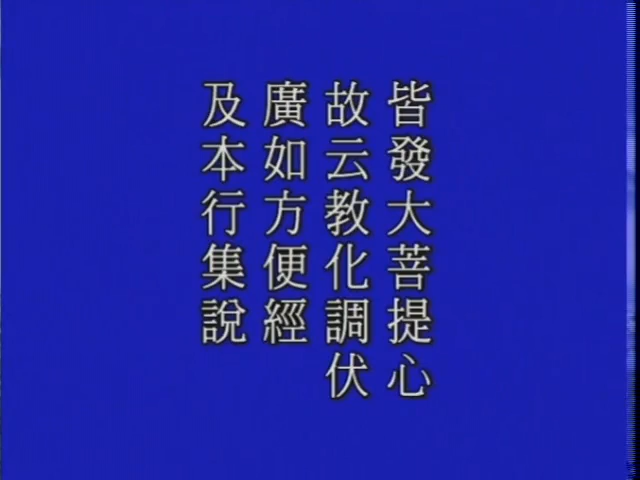 皆發大菩提心
故云教化調伏
廣如方便經
及本行集說